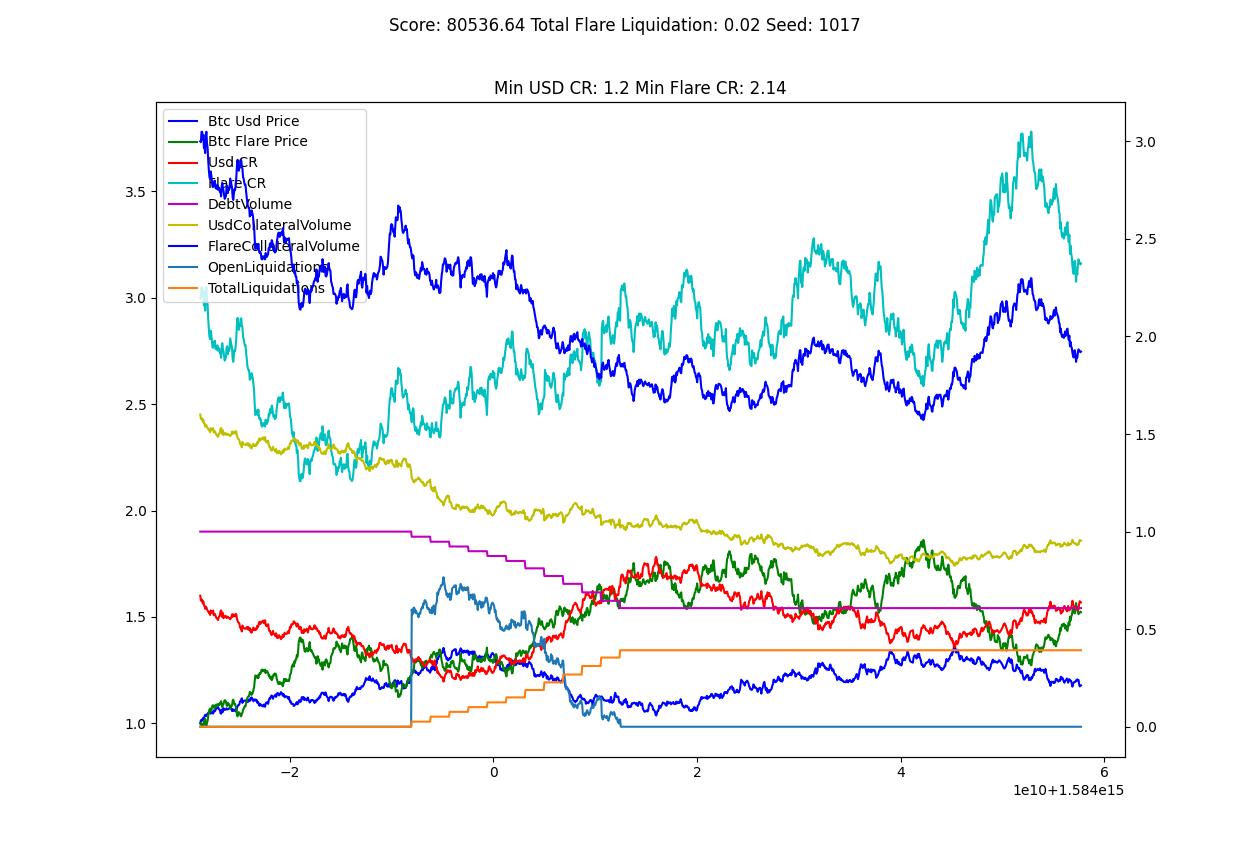 Score: 80536.64 Total Flare Liquidation: 0.02 Seed: 1017
Min USD CR: 1.2 Min Flare CR: 2.14
Btc Usd Price
Btc Flare Price
Usd CR
Flare CR
DebtVolume
UsdCollateralVolume
FlareCollateralVolume
OpenLiquidations
TotalLiquidations
3.5
3.0
2.5
2.0
1.5
1.0
3.0
2.5
2.0
1.5
1.0
0.5
0.0
−2
0
2
4
6
1e10+1.584e15